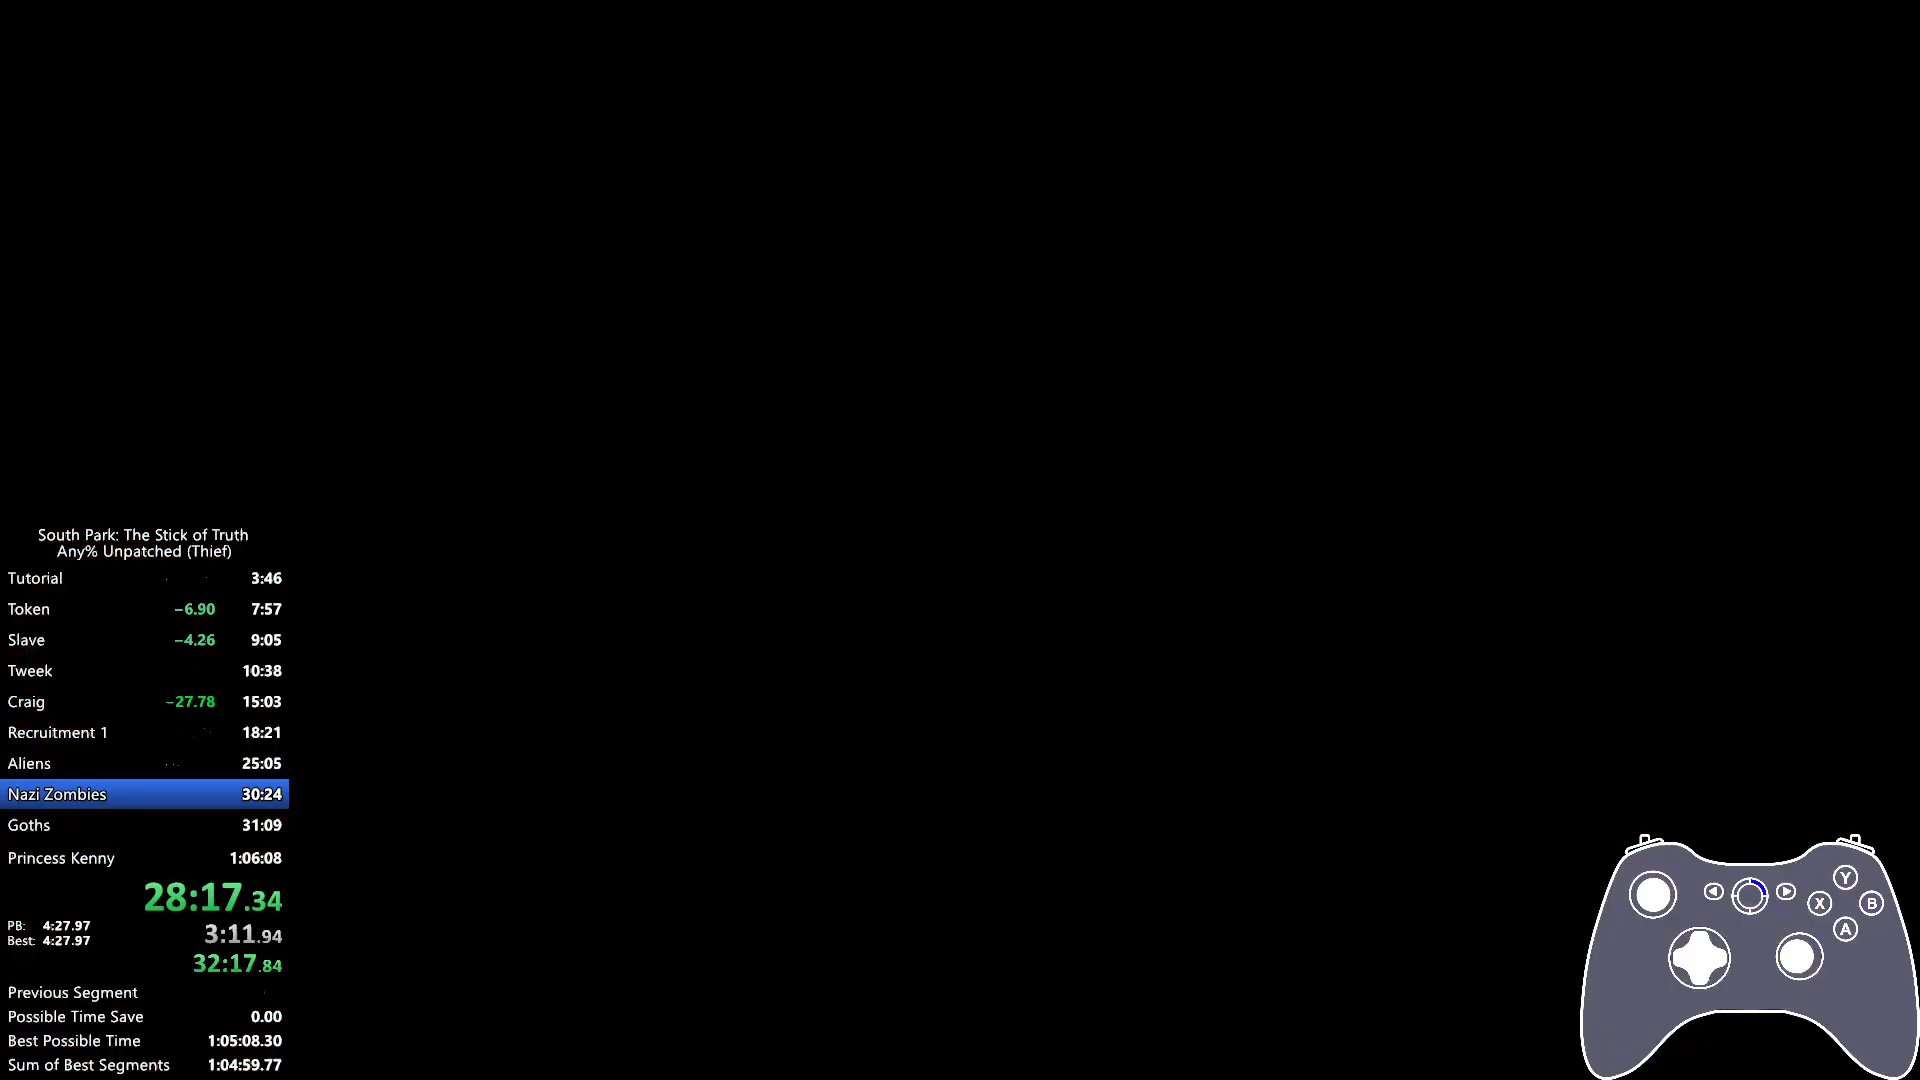 South Park: The Stick of Truth
Any% Unpatched (Thief)
Tutorial 3:46
Token −6.90 7:57
Slave −4.26 9:05
Tweek 10:38
Craig −27.78 15:03
Recruitment 1 18:21
Aliens 25:05
Nazi Zombies 30:24
Goths 31:09
Princess Kenny 1:06:08
28:17.34
PB: 4:27.97
Best: 4:27.97
3:11.94
32:17.84
Previous Segment
Possible Time Save 0.00
Best Possible Time 1:05:08.30
Sum of Best Segments 1:04:59.77
Y
X B
A